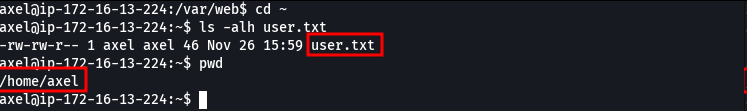 axel@ip-172-16-13-224:/var/web$ cd ~
axel@ip-172-16-13-224:~$ ls -alh user.txt
-rw-rw-r-- 1 axel axel 46 Nov 26 15:59 user.txt
axel@ip-172-16-13-224:~$ pwd
/home/axel
axel@ip-172-16-13-224:~$